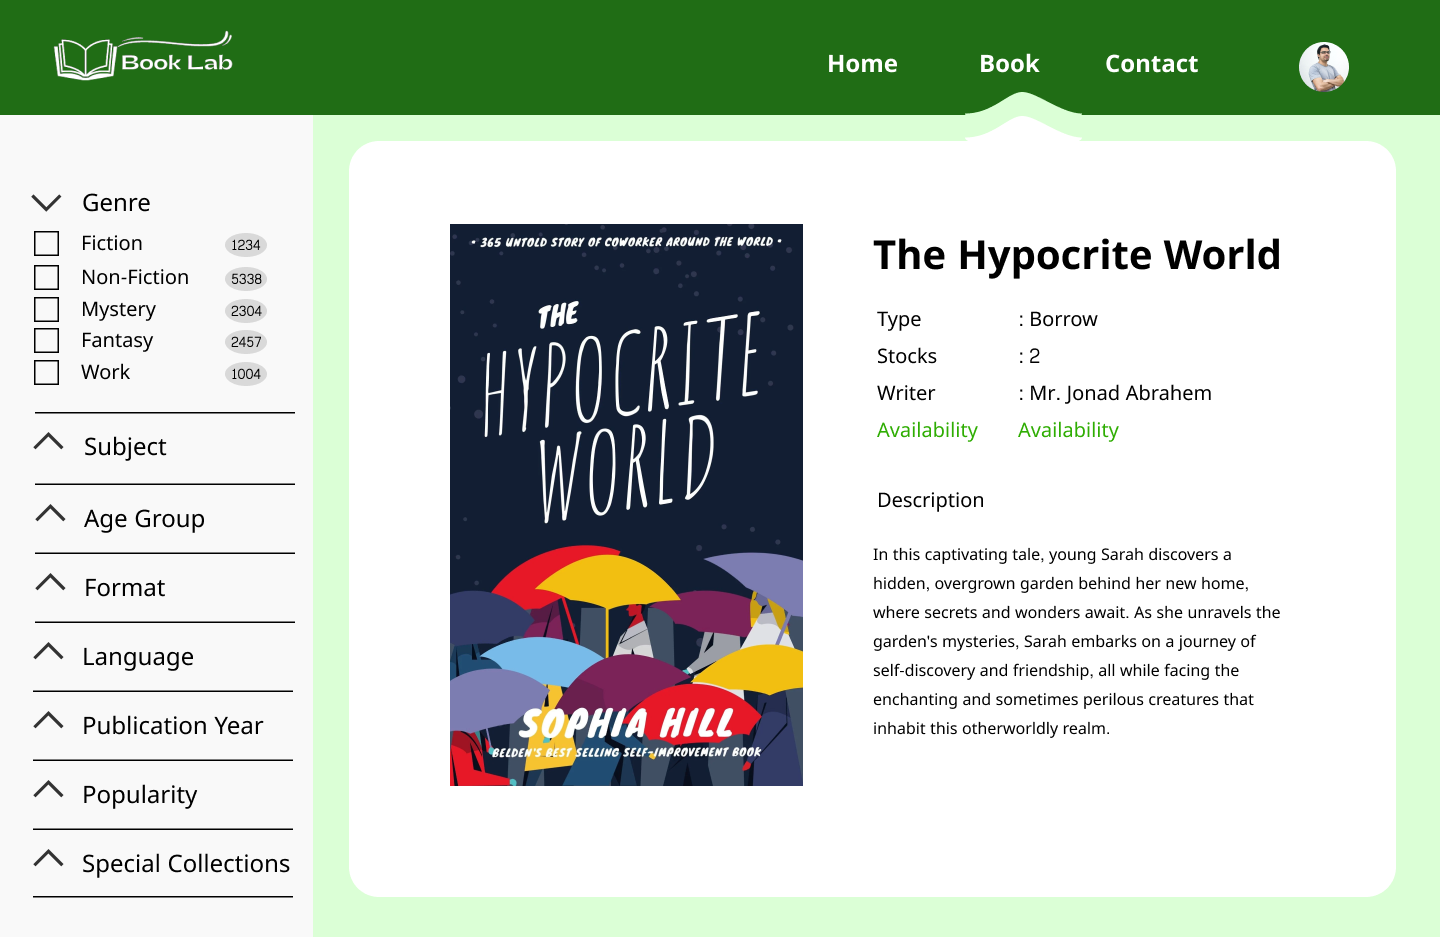 Book Lab
Home Book Contact
Genre
Fiction 1234
Non-Fiction 5338
Mystery 2304
Fantasy 2457
Work 1004
Subject
Age Group
Format
Language
Publication Year
Popularity
Special Collections
• 365 UNTOLD STORY OF COWORKER AROUND THE WORLD •
THE
HYPOCRITE
WORLD
SOPHIA HILL
BELDEN'S BEST SELLING SELF-IMPROVEMENT BOOK
The Hypocrite World
Type : Borrow
Stocks : 2
Writer : Mr. Jonad Abrahem
Availability Availability
Description
In this captivating tale, young Sarah discovers a
hidden, overgrown garden behind her new home,
where secrets and wonders await. As she unravels the
garden's mysteries, Sarah embarks on a journey of
self-discovery and friendship, all while facing the
enchanting and sometimes perilous creatures that
inhabit this otherworldly realm.